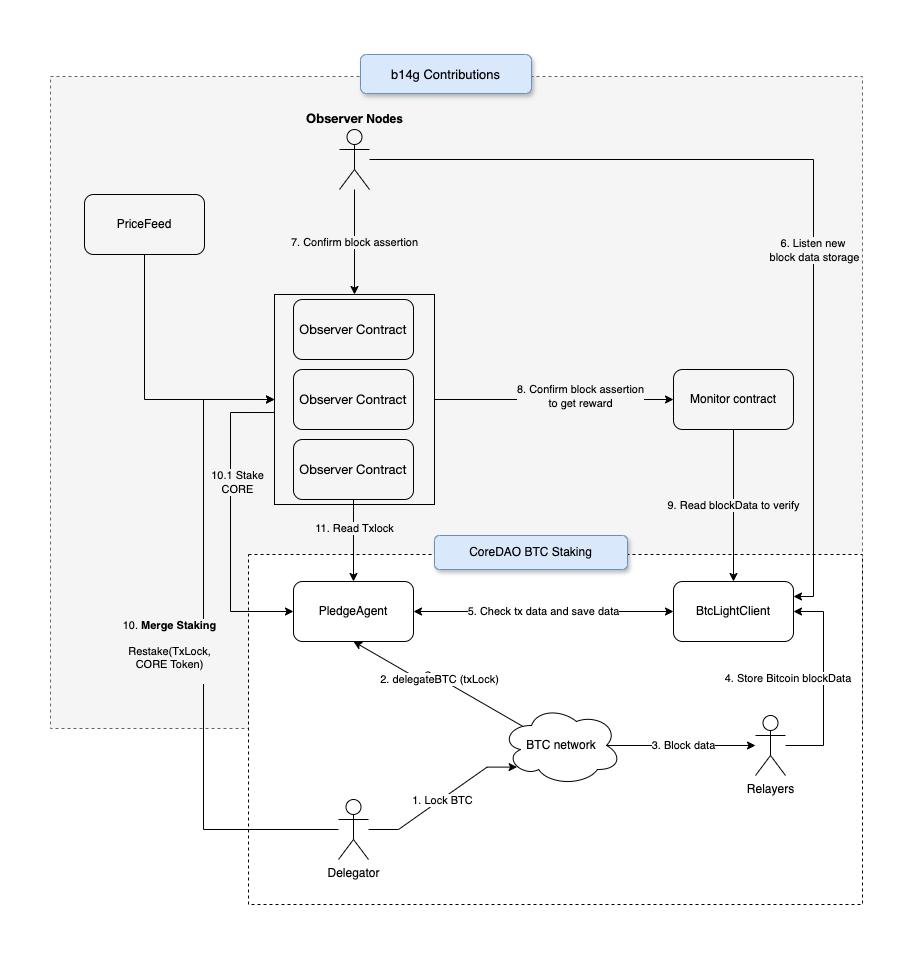 b14g Contributions
Observer Nodes
PriceFeed
7. Confirm block assertion
6. Listen new
block data storage
Observer Contract
Observer Contract
8. Confirm block assertion
to get reward
Monitor contract
Observer Contract
10.1 Stake
CORE
9. Read blockData to verify
11. Read Txlock
CoreDAO BTC Staking
PledgeAgent
5. Check tx data and save data
BtcLightClient
10. Merge Staking
Restake(TxLock,
CORE Token)
2. delegateBTC (txLock)
4. Store Bitcoin blockData
BTC network
3. Block data
Relayers
1. Lock BTC
Delegator